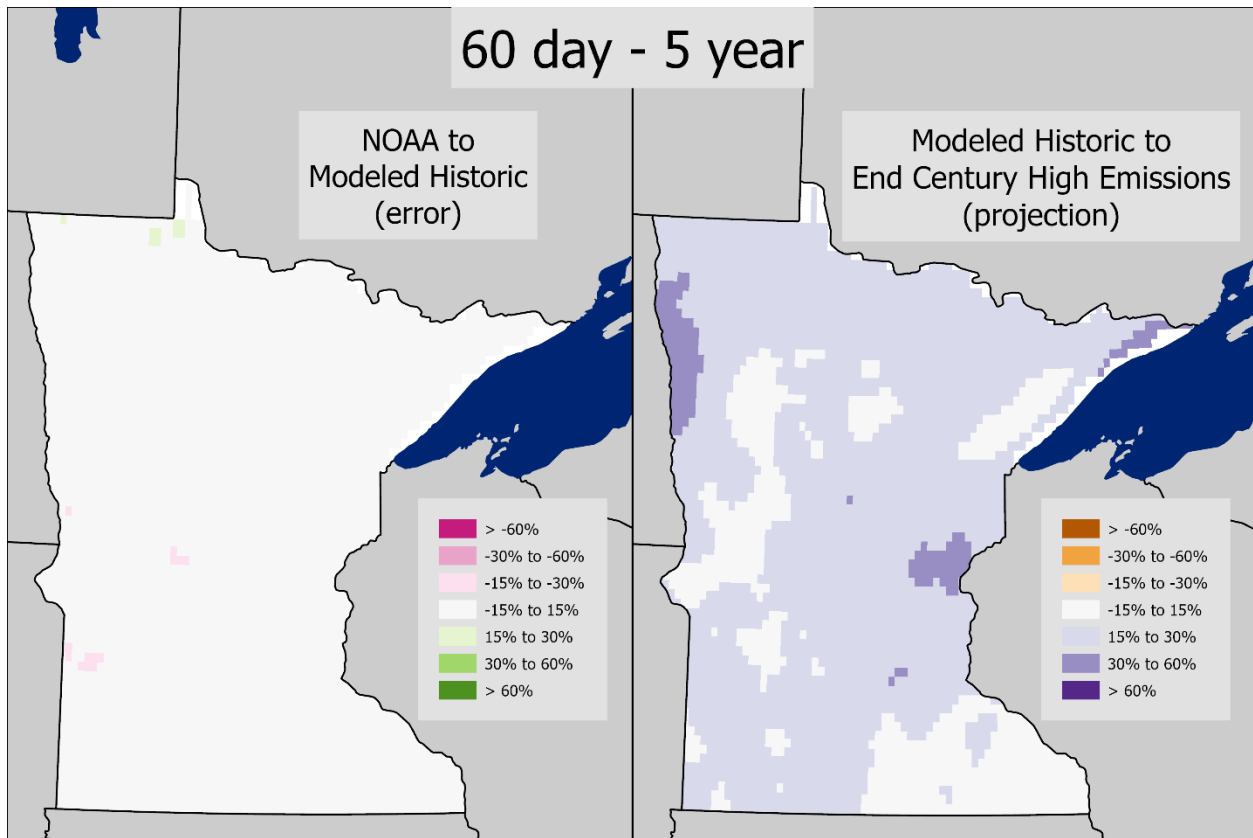 60 day - 5 year
NOAA to
Modeled Historic
(error)
> -60%
-30% to -60%
-15% to -30%
-15% to 15%
15% to 30%
30% to 60%
> 60%
Modeled Historic to
End Century High Emissions
(projection)
> -60%
-30% to -60%
-15% to -30%
-15% to 15%
15% to 30%
30% to 60%
> 60%